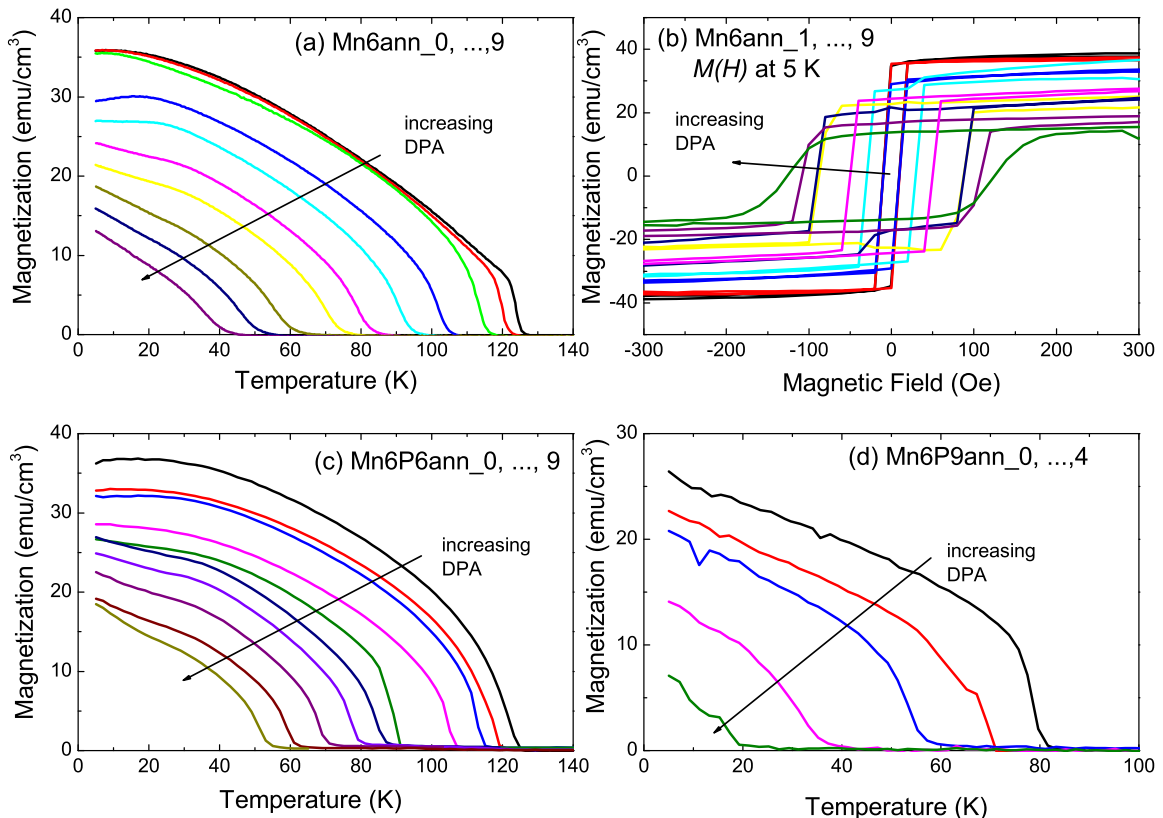 (a) Mn6ann_0, ...,9
increasing
DPA
Magnetization (emu/cm³)
40
30
20
10
0
0 20 40 60 80 100 120 140
Temperature (K)
(b) Mn6ann_1, ..., 9
M(H) at 5 K
increasing
DPA
Magnetization (emu/cm³)
40
20
0
-20
-40
-300 -200 -100 0 100 200 300
Magnetic Field (Oe)
(c) Mn6P6ann_0, ..., 9
increasing
DPA
Magnetization (emu/cm³)
40
30
20
10
0
0 20 40 60 80 100 120 140
Temperature (K)
(d) Mn6P9ann_0, ...,4
increasing
DPA
Magnetization (emu/cm³)
30
20
10
0
0 20 40 60 80 100
Temperature (K)